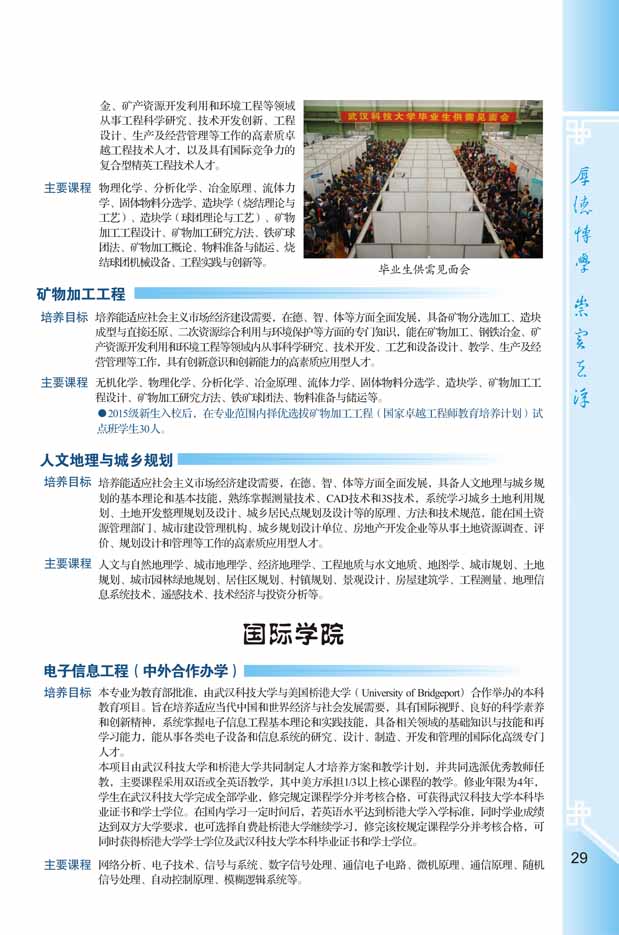 金、矿产资源开发利用和环境工程等领域
从事工程科学研究、技术开发创新、工程
设计、生产及经营管理等工作的高素质卓
越工程技术人才，以及具有国际竞争力的
复合型精英工程技术人才。
主要课程 物理化学、分析化学、冶金原理、流体力
学、固体物料分选学、造块学（烧结理论与
工艺）、造块学（球团理论与工艺）、矿物
加工工程设计、矿物加工研究方法、铁矿球
团法、矿物加工概论、物料准备与储运、烧
结球团机械设备、工程实践与创新等。
武汉科技大学毕业生供需见面会
毕业生供需见面会
矿物加工工程
培养目标 培养能适应社会主义市场经济建设需要，在德、智、体等方面全面发展，具备矿物分选加工、造块
成型与直接还原、二次资源综合利用与环境保护等方面的专门知识，能在矿物加工、钢铁冶金、矿
产资源开发利用和环境工程等领域内从事科学研究、技术开发、工艺和设备设计、教学、生产及经
营管理等工作，具有创新意识和创新能力的高素质应用型人才。
主要课程 无机化学、物理化学、分析化学、冶金原理、流体力学、固体物料分选学、造块学、矿物加工工
程设计、矿物加工研究方法、铁矿球团法、物料准备与储运等。
●2015级新生入校后，在专业范围内择优选拔矿物加工工程（国家卓越工程师教育培养计划）试
点班学生30人。
人文地理与城乡规划
培养目标 培养能适应社会主义市场经济建设需要，在德、智、体等方面全面发展，具备人文地理与城乡规
划的基本理论和基本技能，熟练掌握测量技术、CAD技术和3S技术，系统学习城乡土地利用规
划、土地开发整理规划及设计、城乡居民点规划及设计等的原理、方法和技术规范，能在国土资
源管理部门、城市建设管理机构、城乡规划设计单位、房地产开发企业等从事土地资源调查、评
价、规划设计和管理等工作的高素质应用型人才。
主要课程 人文与自然地理学、城市地理学、经济地理学、工程地质与水文地质、地图学、城市规划、土地
规划、城市园林绿地规划、居住区规划、村镇规划、景观设计、房屋建筑学、工程测量、地理信
息系统技术、遥感技术、技术经济与投资分析等。
国际学院
电子信息工程（中外合作办学）
培养目标 本专业为教育部批准，由武汉科技大学与美国桥港大学（University of Bridgeport）合作举办的本科
教育项目。旨在培养适应当代中国和世界经济与社会发展需要，具有国际视野、良好的科学素养
和创新精神，系统掌握电子信息工程基本理论和实践技能，具备相关领域的基础知识与技能和再
学习能力，能从事各类电子设备和信息系统的研究、设计、制造、开发和管理的国际化高级专门
人才。
本项目由武汉科技大学和桥港大学共同制定人才培养方案和教学计划，并共同选派优秀教师任
教，主要课程采用双语或全英语教学，其中美方承担1/3以上核心课程的教学。修业年限为4年，
学生在武汉科技大学完成全部学业，修完规定课程学分并考核合格，可获得武汉科技大学本科毕
业证书和学士学位。在国内学习一定时间后，若英语水平达到桥港大学入学标准，同时学业成绩
达到双方大学要求，也可选择自费赴桥港大学继续学习，修完该校规定课程学分并考核合格，可
同时获得桥港大学学士学位及武汉科技大学本科毕业证书和学士学位。
主要课程 网络分析、电子技术、信号与系统、数字信号处理、通信电子电路、微机原理、通信原理、随机
信号处理、自动控制原理、模糊逻辑系统等。
厚德博学 崇实去浮
29